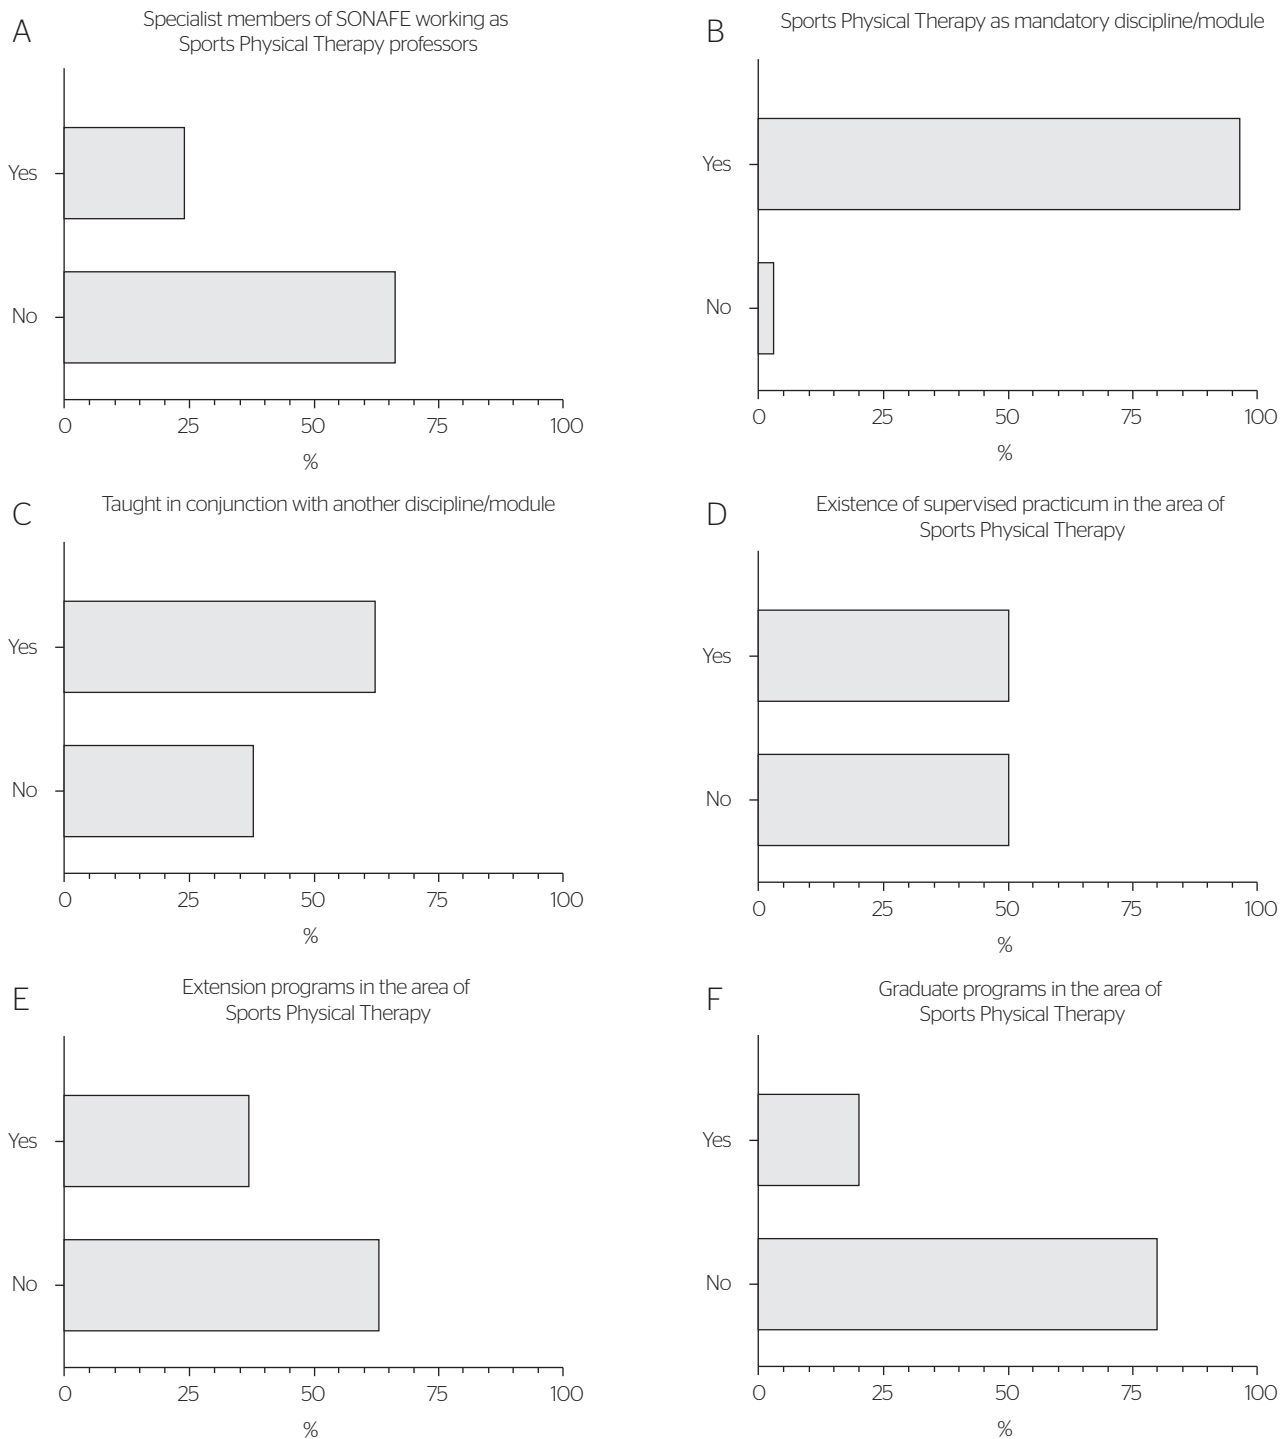 A
Specialist members of SONAFE working as
Sports Physical Therapy professors
Yes
No
0 25 50 75 100
%
B
Sports Physical Therapy as mandatory discipline/module
Yes
No
0 25 50 75 100
%
C
Taught in conjunction with another discipline/module
Yes
No
0 25 50 75 100
%
D
Existence of supervised practicum in the area of
Sports Physical Therapy
Yes
No
0 25 50 75 100
%
E
Extension programs in the area of
Sports Physical Therapy
Yes
No
0 25 50 75 100
%
F
Graduate programs in the area of
Sports Physical Therapy
Yes
No
0 25 50 75 100
%